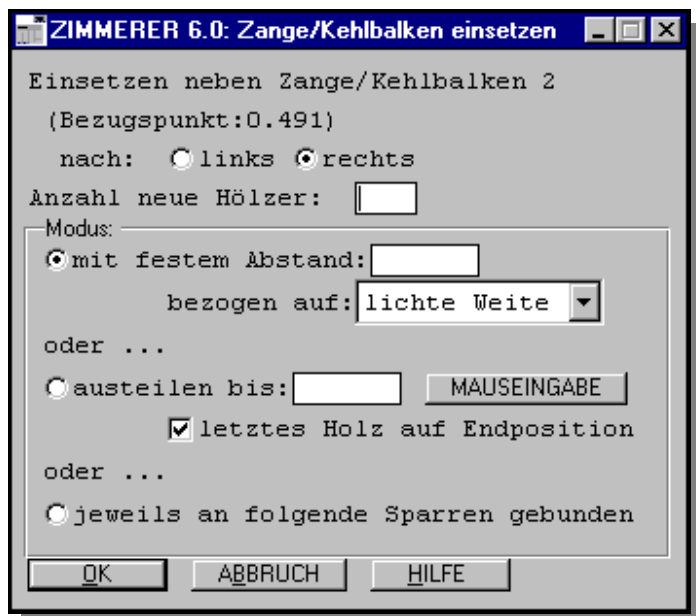 ZIMMERER 6.0: Zange/Kehlbalken einsetzen
Einsetzen neben Zange/Kehlbalken 2
(Bezugspunkt:0.491)
nach: links rechts
Anzahl neue Hölzer:
Modus:
mit festem Abstand:
bezogen auf: lichte Weite
oder ...
austeilen bis: MAUSEINGABE
letztes Holz auf Endposition
oder ...
jeweils an folgende Sparren gebunden
OK ABBRUCH HILFE